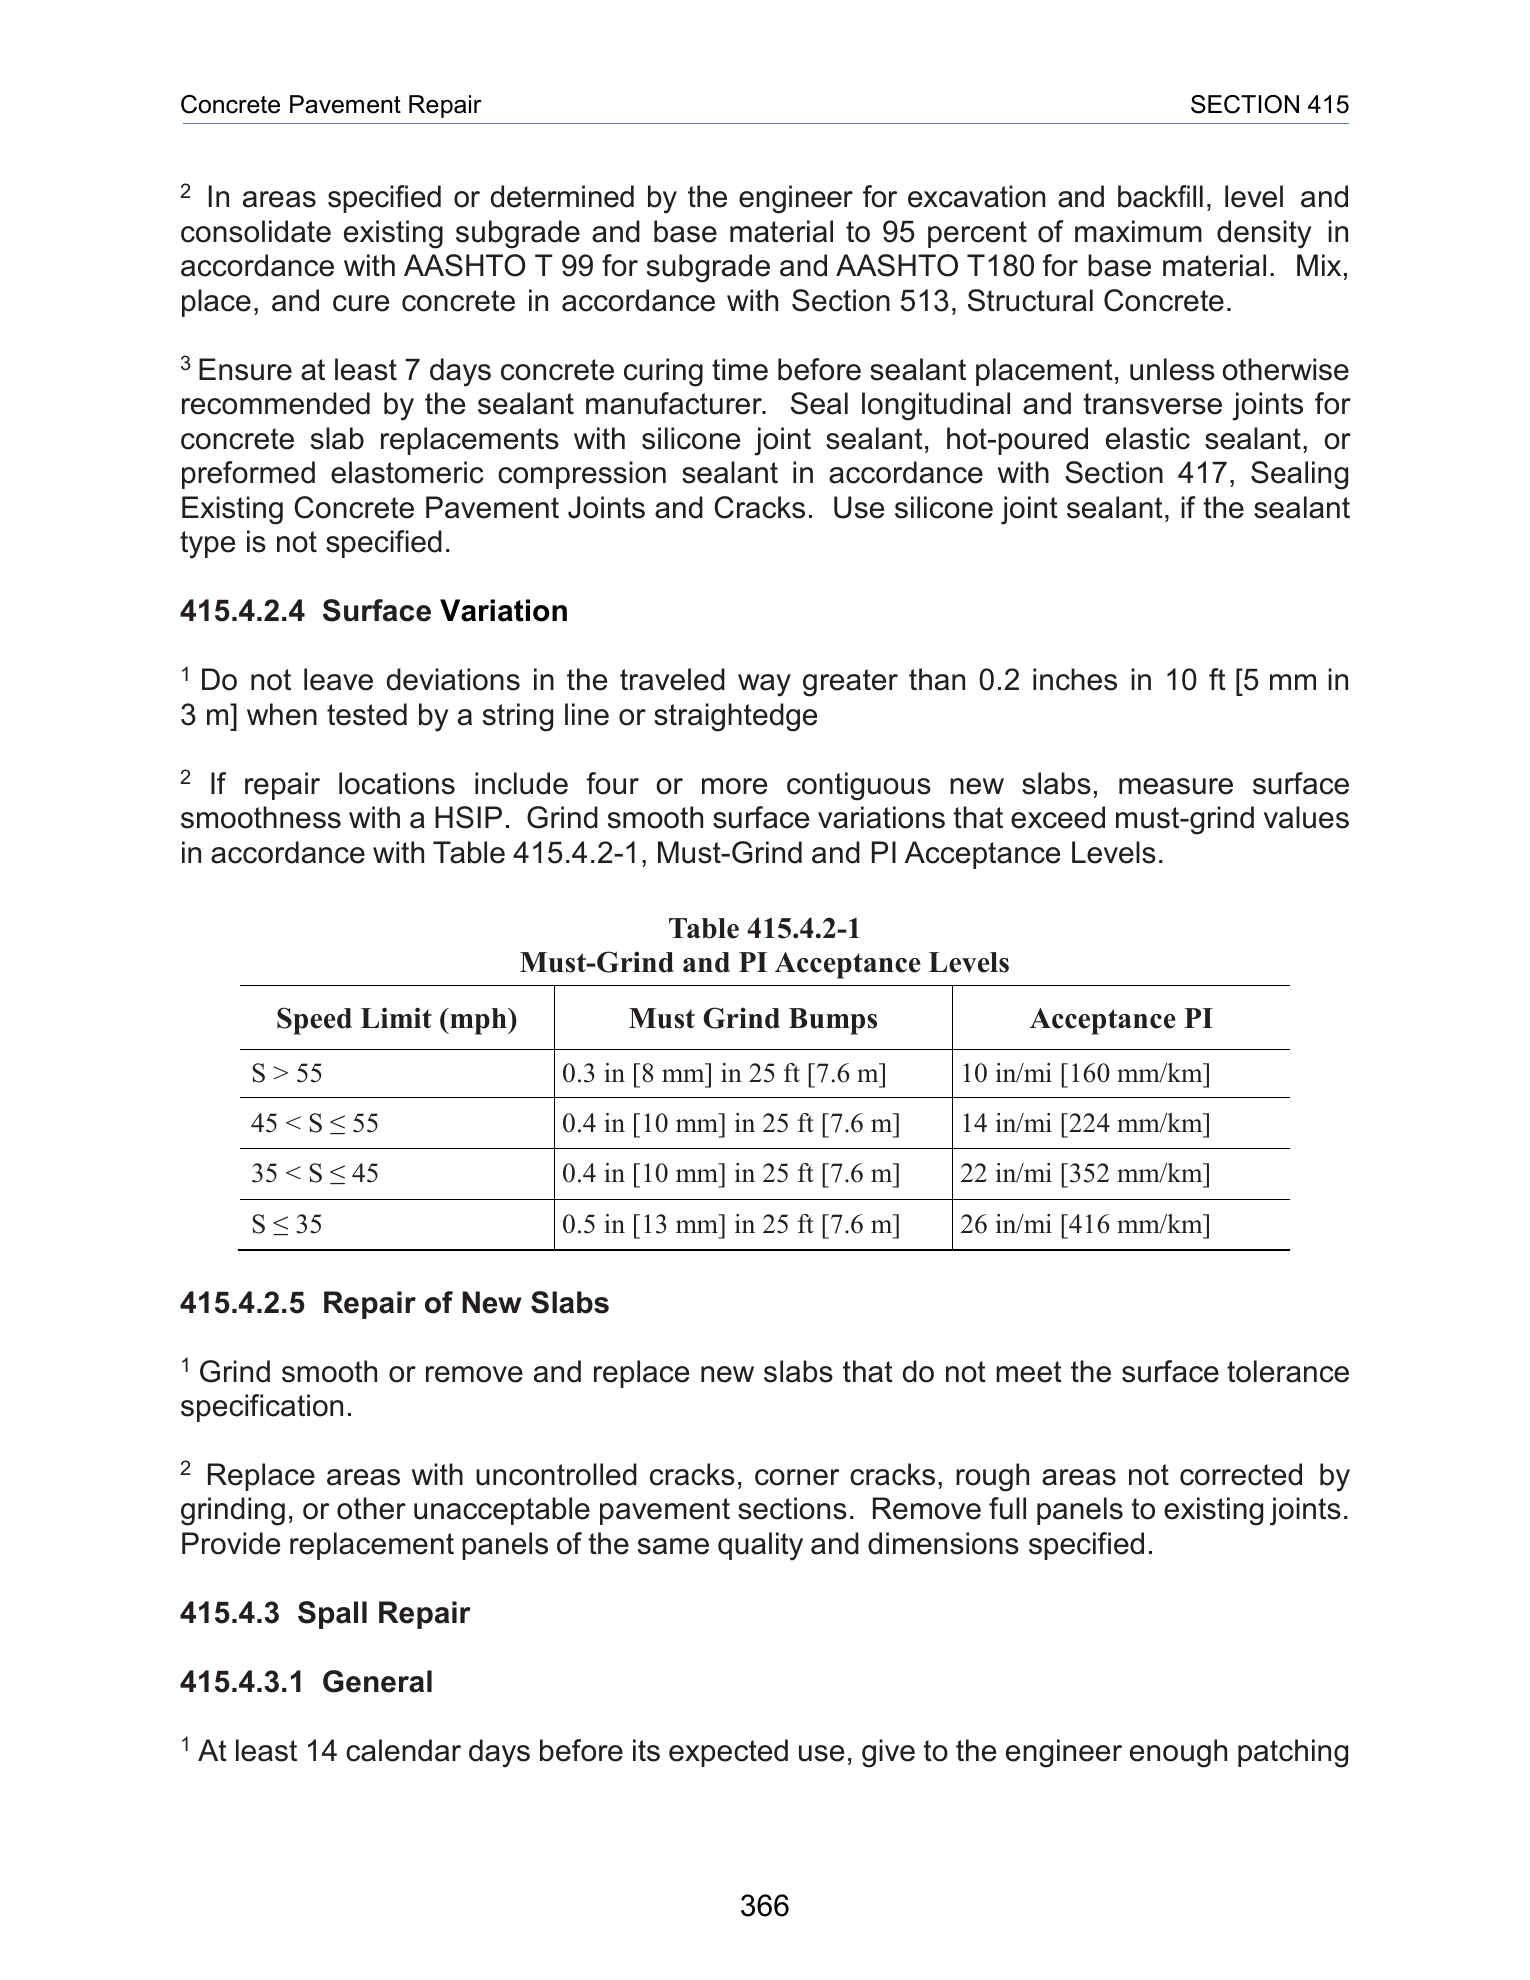 Concrete Pavement Repair SECTION 415
2 In areas specified or determined by the engineer for excavation and backfill, level and
consolidate existing subgrade and base material to 95 percent of maximum density in
accordance with AASHTO T 99 for subgrade and AASHTO T180 for base material. Mix,
place, and cure concrete in accordance with Section 513, Structural Concrete.
3 Ensure at least 7 days concrete curing time before sealant placement, unless otherwise
recommended by the sealant manufacturer. Seal longitudinal and transverse joints for
concrete slab replacements with silicone joint sealant, hot-poured elastic sealant, or
preformed elastomeric compression sealant in accordance with Section 417, Sealing
Existing Concrete Pavement Joints and Cracks. Use silicone joint sealant, if the sealant
type is not specified.
415.4.2.4 Surface Variation
1 Do not leave deviations in the traveled way greater than 0.2 inches in 10 ft [5 mm in
3 m] when tested by a string line or straightedge
2 If repair locations include four or more contiguous new slabs, measure surface
smoothness with a HSIP. Grind smooth surface variations that exceed must-grind values
in accordance with Table 415.4.2-1, Must-Grind and PI Acceptance Levels.
Table 415.4.2-1
Must-Grind and PI Acceptance Levels
Speed Limit (mph) Must Grind Bumps Acceptance PI
S > 55 0.3 in [8 mm] in 25 ft [7.6 m] 10 in/mi [160 mm/km]
45 < S ≤ 55 0.4 in [10 mm] in 25 ft [7.6 m] 14 in/mi [224 mm/km]
35 < S ≤ 45 0.4 in [10 mm] in 25 ft [7.6 m] 22 in/mi [352 mm/km]
S ≤ 35 0.5 in [13 mm] in 25 ft [7.6 m] 26 in/mi [416 mm/km]
415.4.2.5 Repair of New Slabs
1 Grind smooth or remove and replace new slabs that do not meet the surface tolerance
specification.
2 Replace areas with uncontrolled cracks, corner cracks, rough areas not corrected by
grinding, or other unacceptable pavement sections. Remove full panels to existing joints.
Provide replacement panels of the same quality and dimensions specified.
415.4.3 Spall Repair
415.4.3.1 General
1 At least 14 calendar days before its expected use, give to the engineer enough patching
366